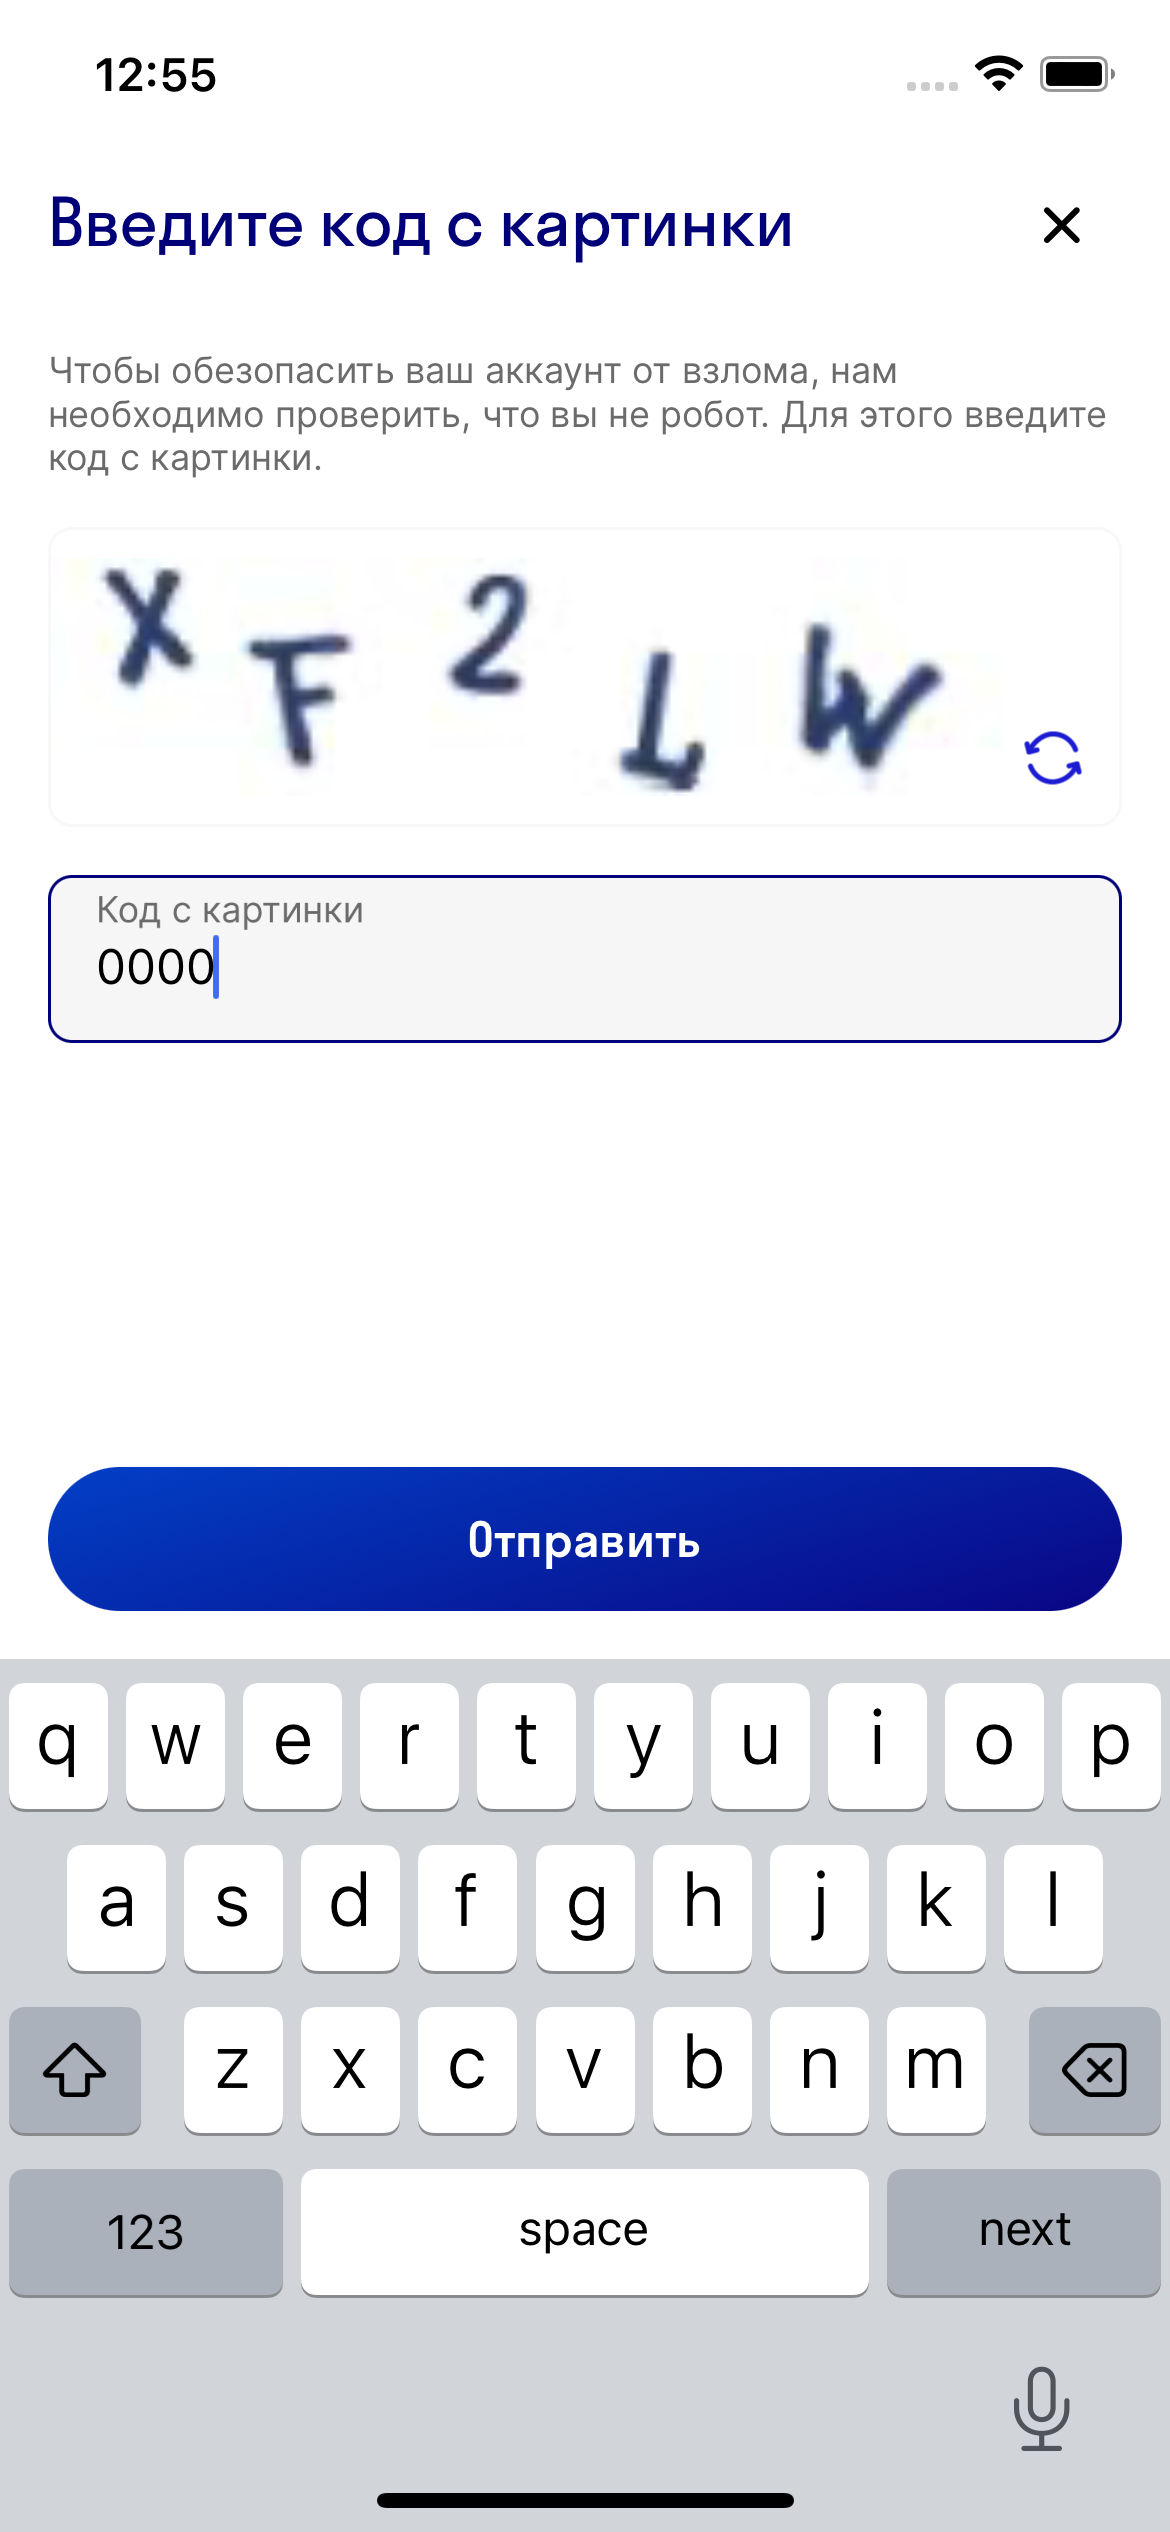 12:55
Введите код с картинки
Чтобы обезопасить ваш аккаунт от взлома, нам
необходимо проверить, что вы не робот. Для этого введите
код с картинки.
X F 2 L W
Код с картинки
0000
Отправить
q w e r t y u i o p
a s d f g h j k l
z x c v b n m
123 space next